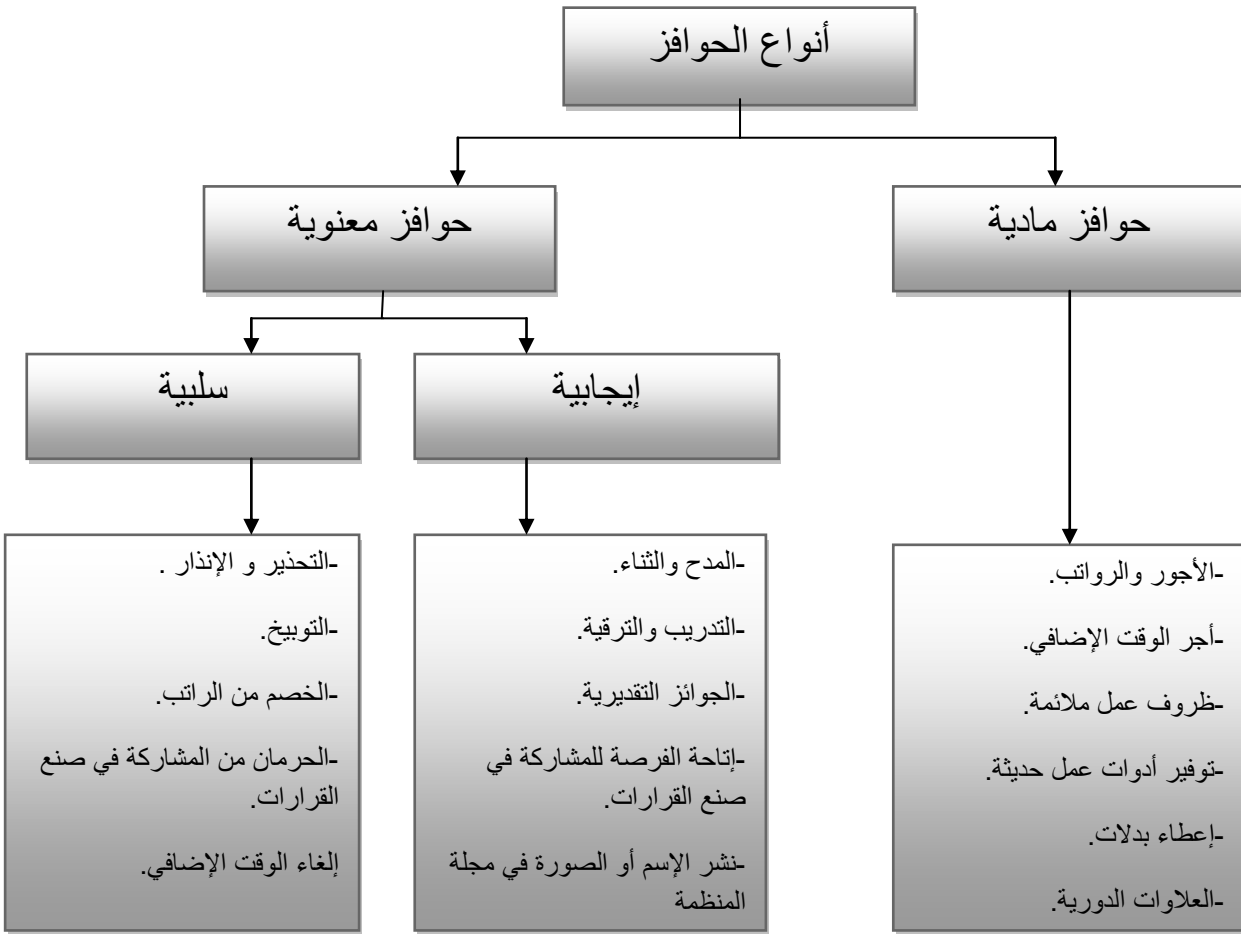 أنواع الحوافز
حوافز مادية
حوافز معنوية
إيجابية
سلبية
-الأجور والرواتب.
-أجر الوقت الإضافي.
-ظروف عمل ملائمة.
-توفير أدوات عمل حديثة.
-إعطاء بدلات.
-العلاوات الدورية.
-المدح والثناء.
-التدريب والترقية.
-الجوائز التقديرية.
-إتاحة الفرصة للمشاركة في
صنع القرارات.
-نشر الإسم أو الصورة في مجلة
المنظمة
-التحذير و الإنذار .
-التوبيخ.
-الخصم من الراتب.
-الحرمان من المشاركة في صنع
القرارات.
إلغاء الوقت الإضافي.